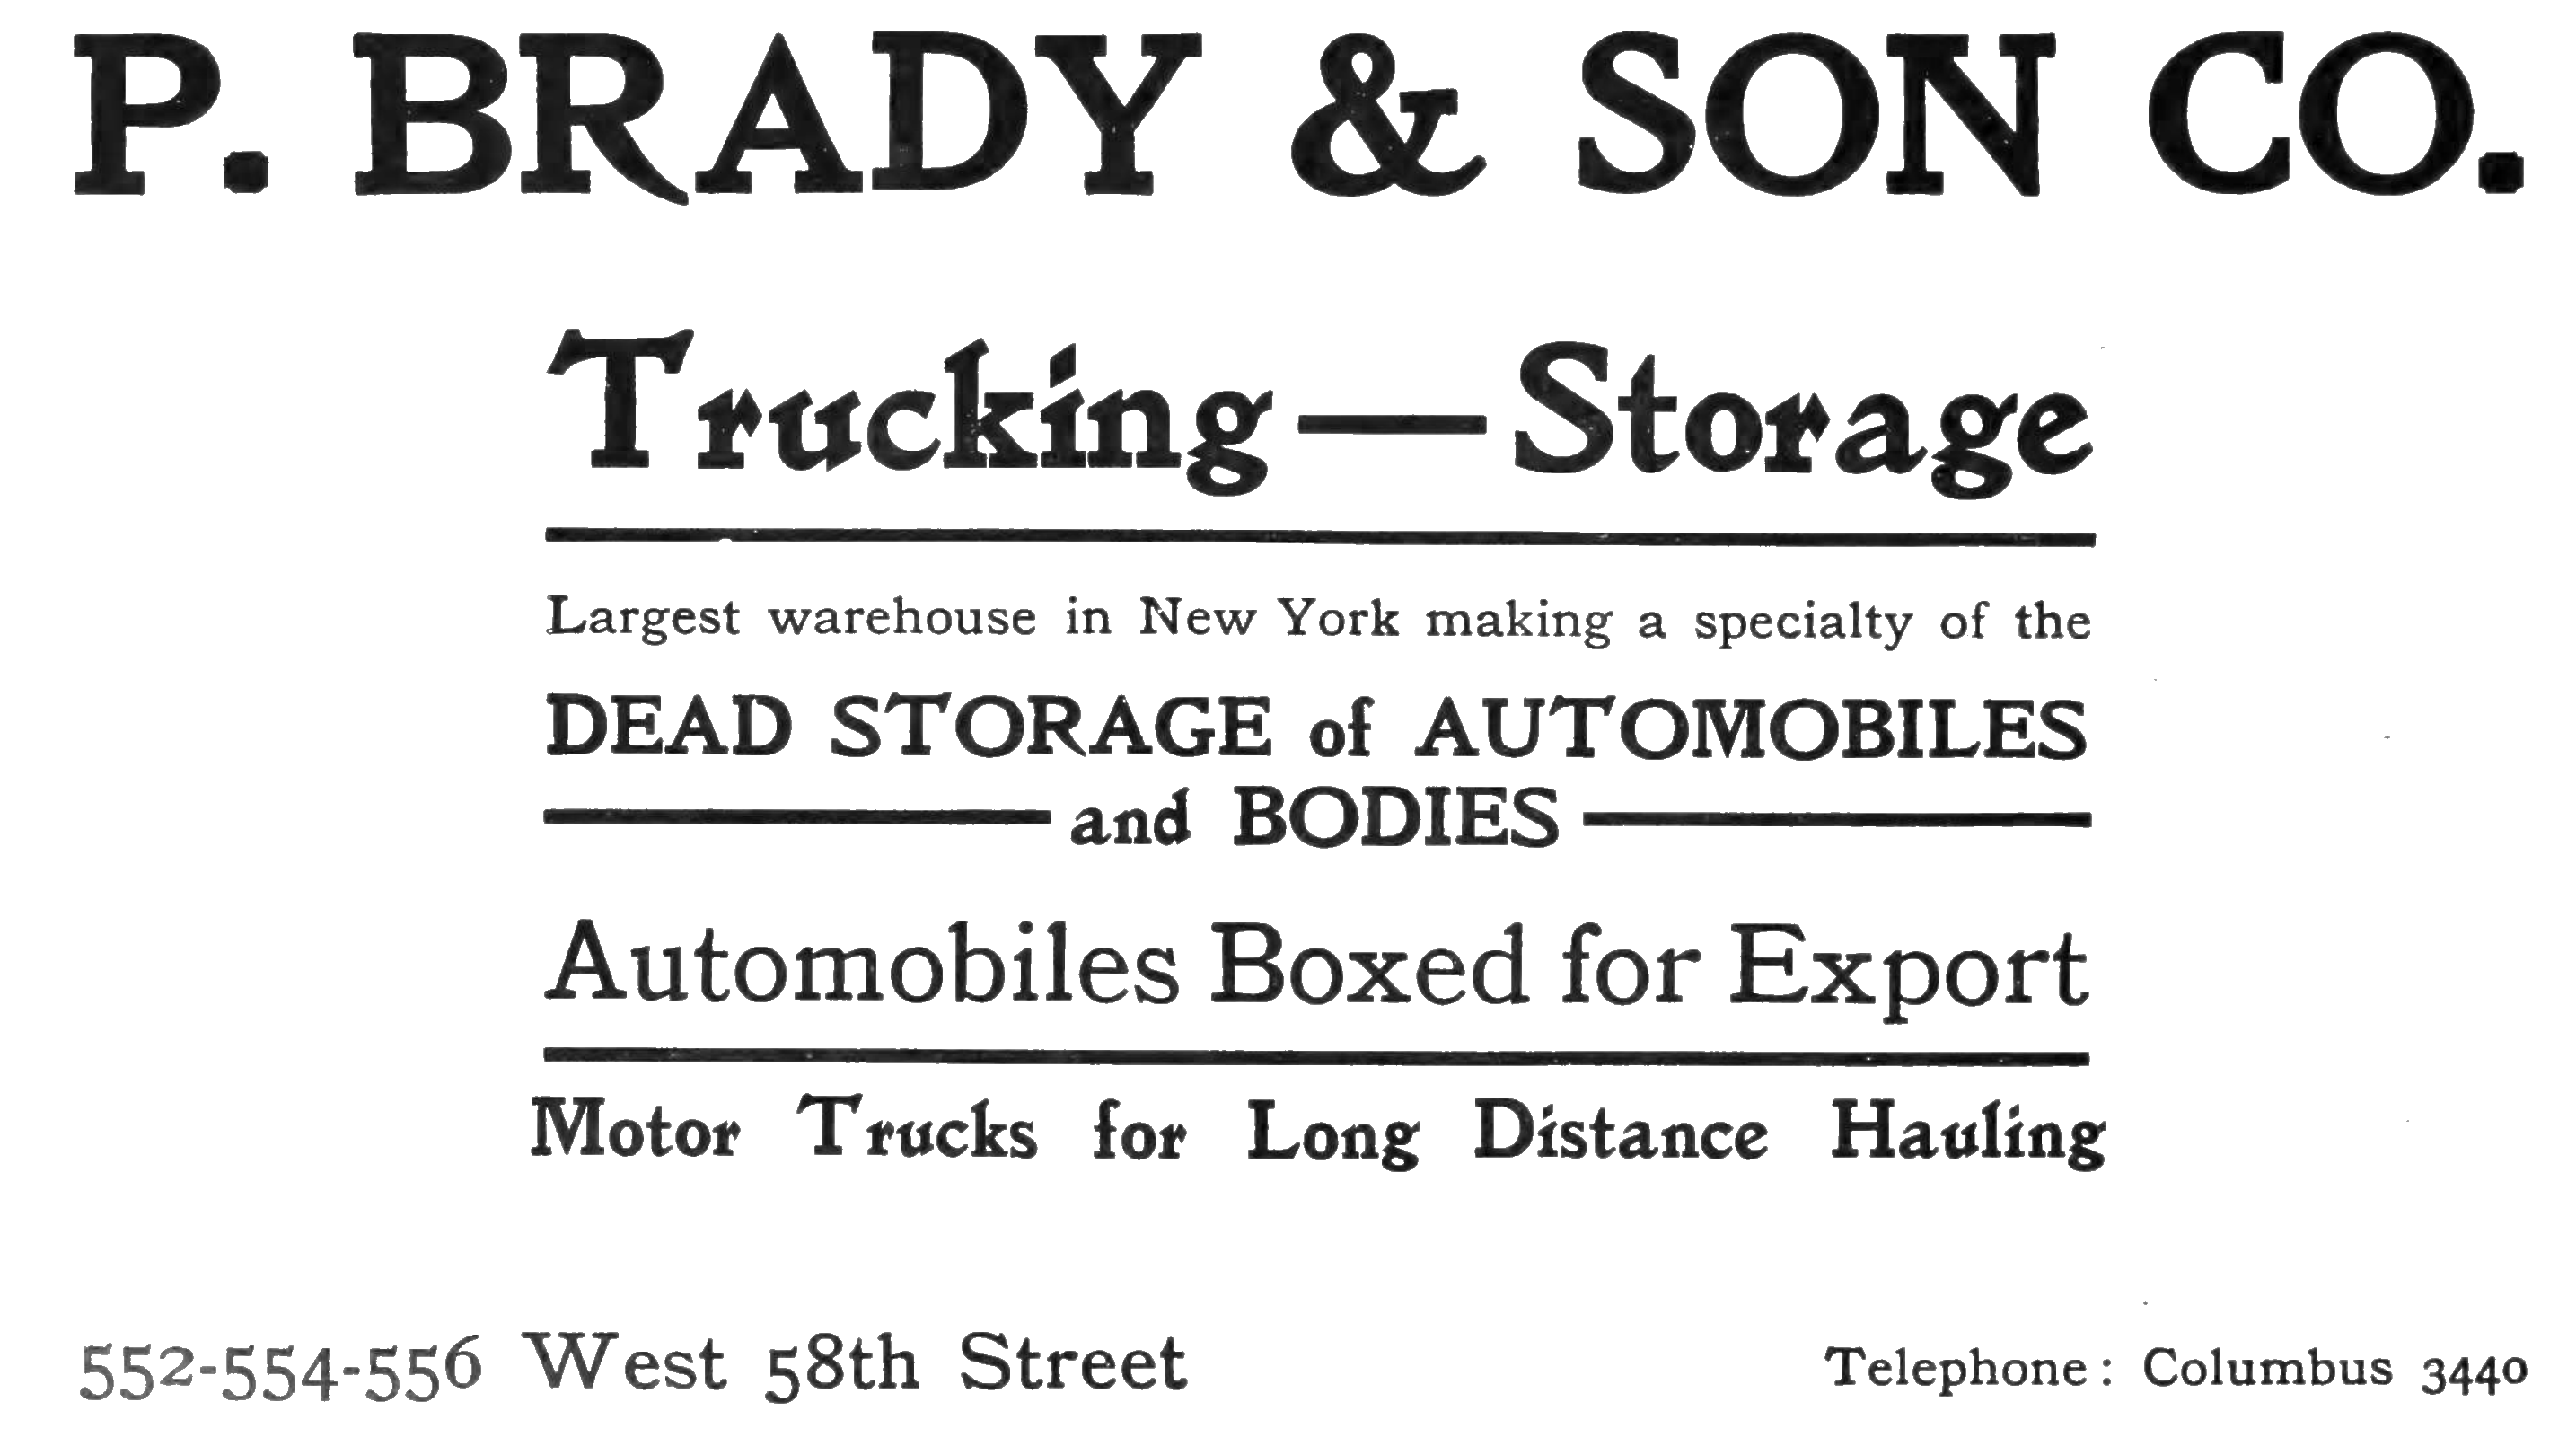 P. BRADY & SON CO.
Trucking—Storage
Largest warehouse in New York making a specialty of the
DEAD STORAGE of AUTOMOBILES
and BODIES
Automobiles Boxed for Export
Motor Trucks for Long Distance Hauling
552-554-556 West 58th Street
Telephone: Columbus 3440